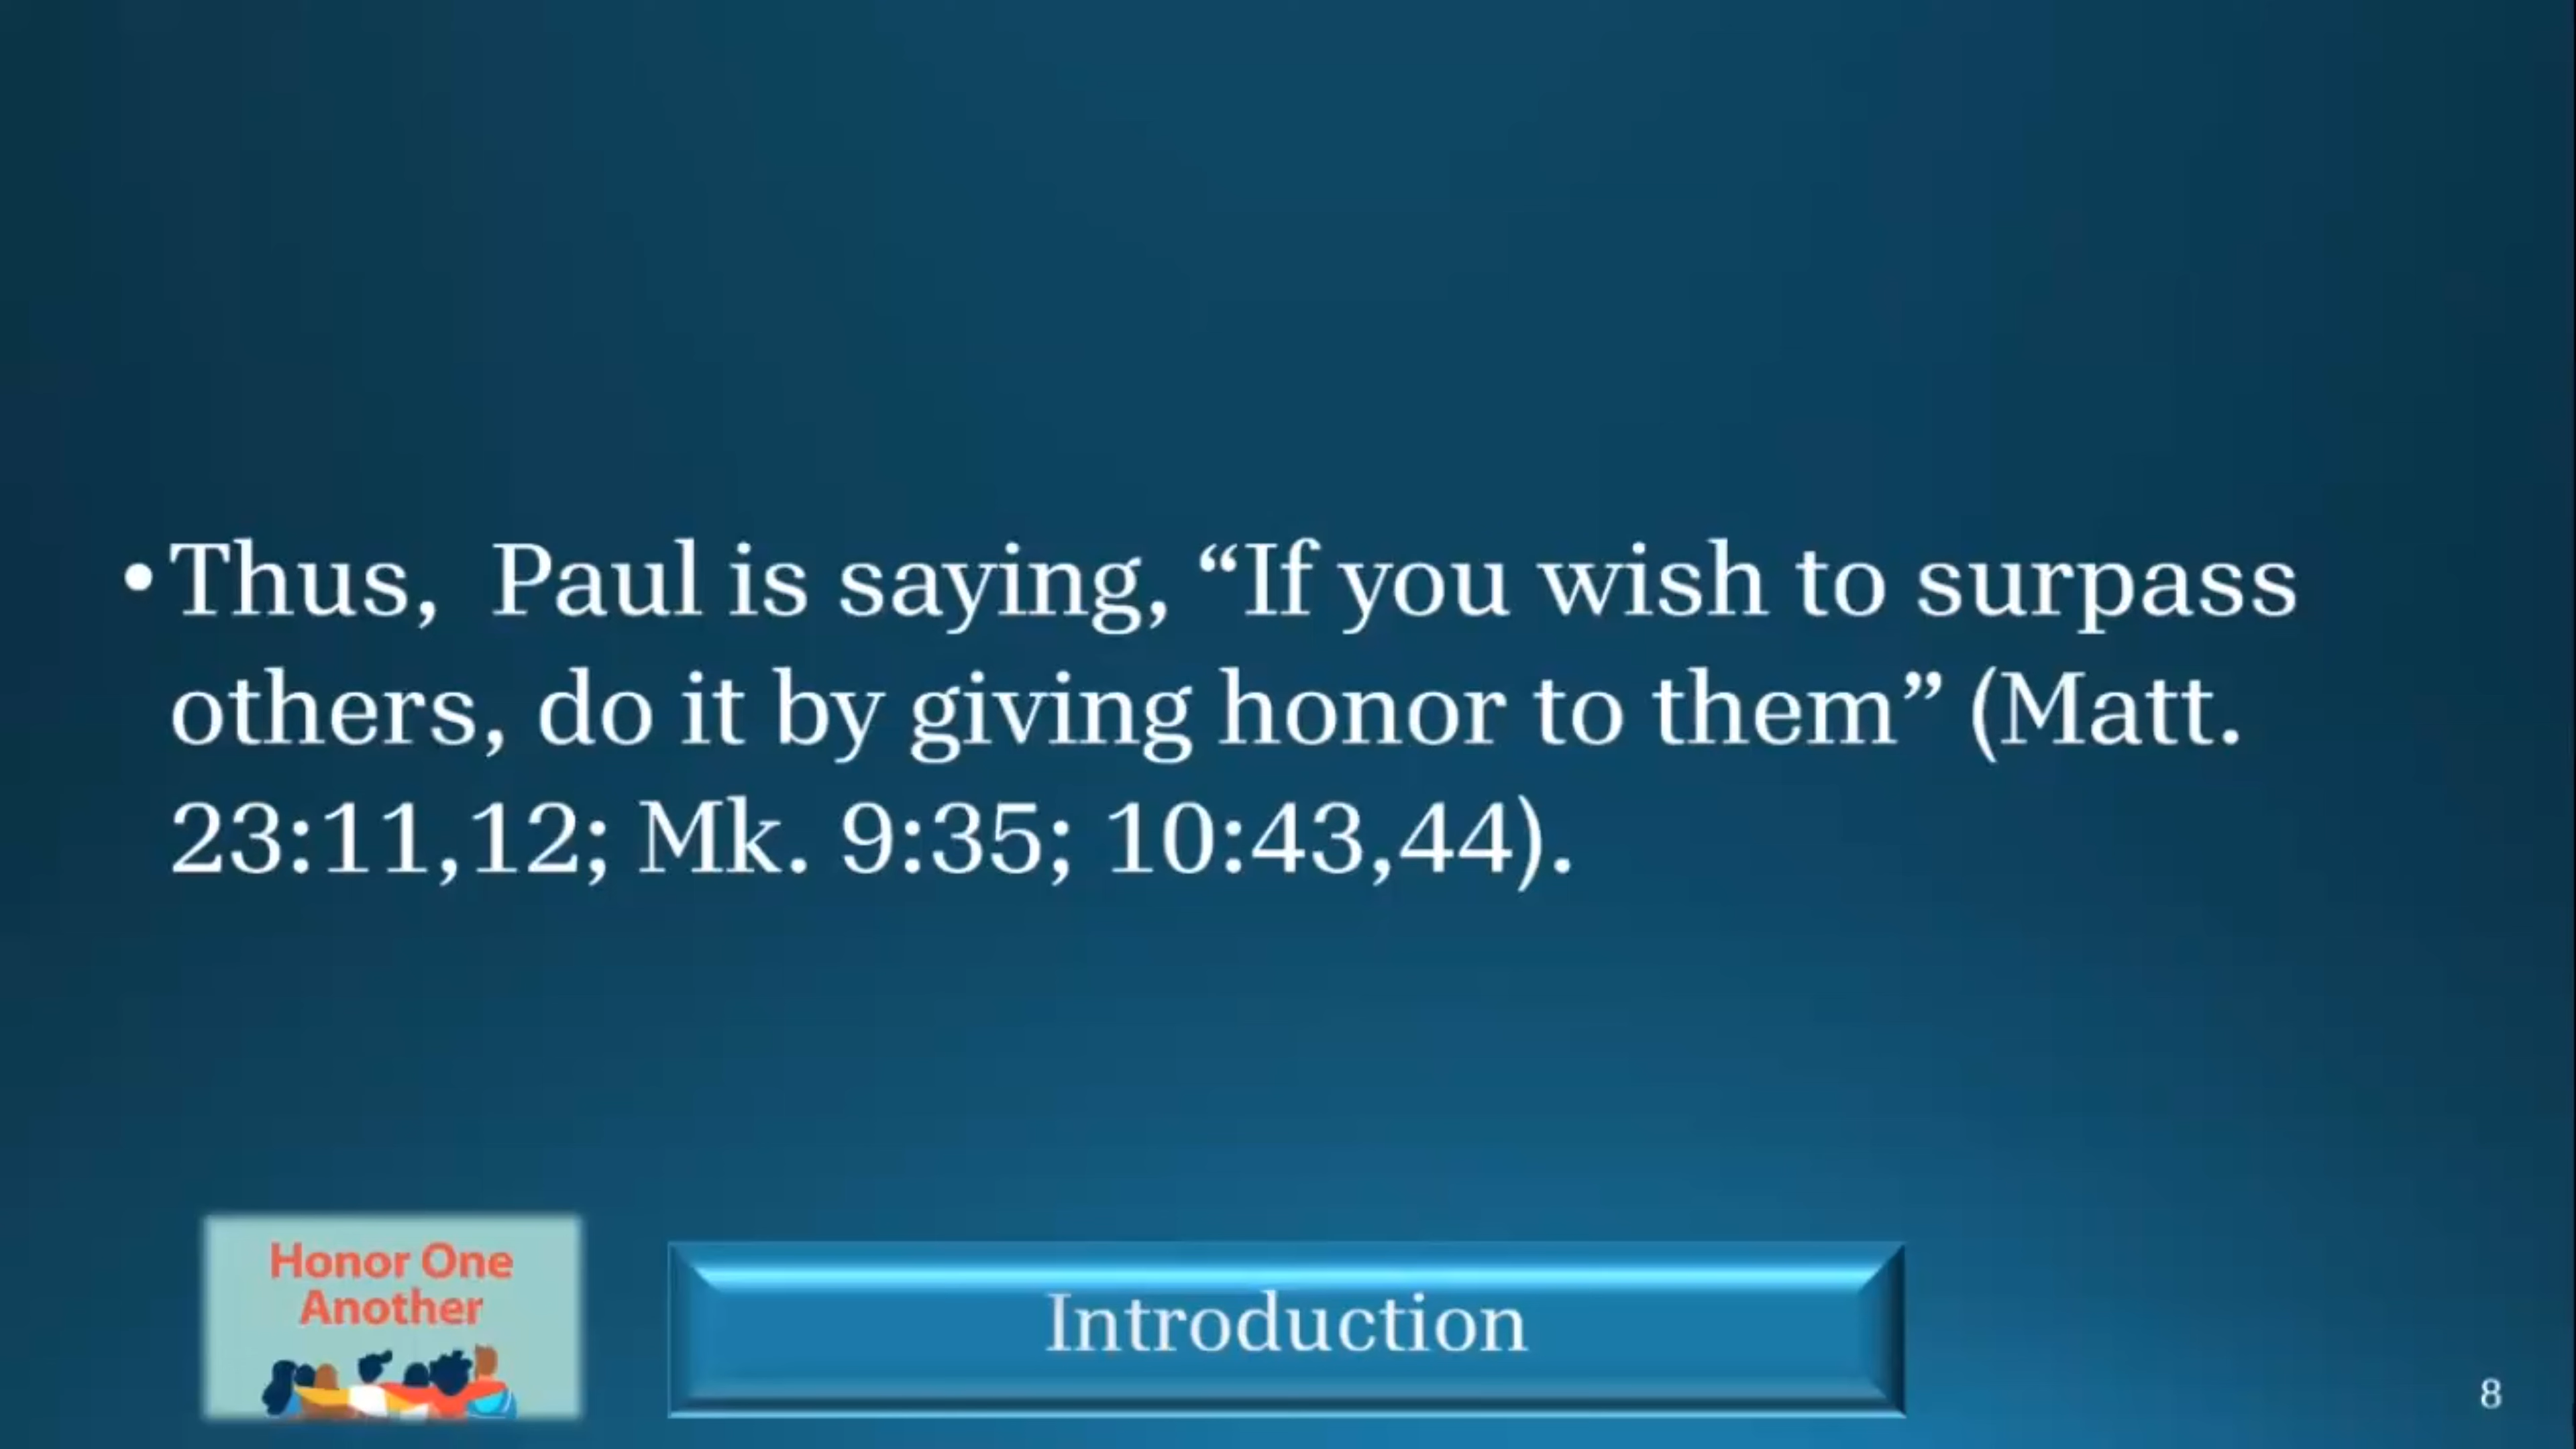 •Thus,  Paul is saying, “If you wish to surpass
others, do it by giving honor to them” (Matt.
23:11,12; Mk. 9:35; 10:43,44).
Honor One
Another
Introduction
8